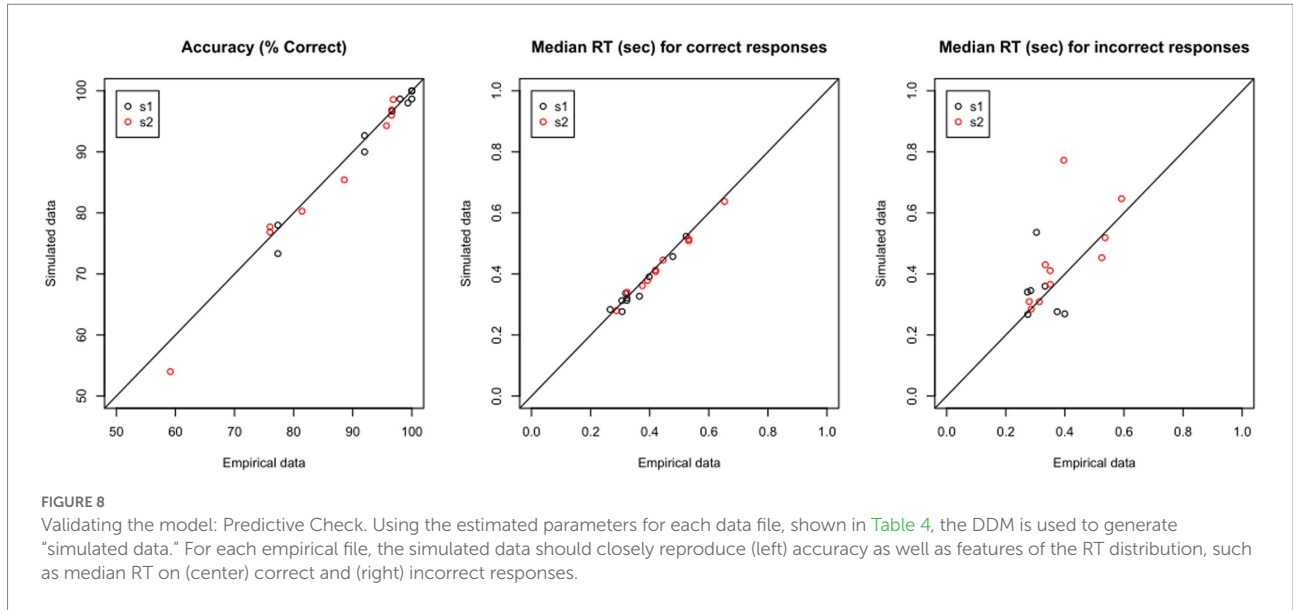 Accuracy (% Correct)
100
90
80
70
60
50
Simulated data
s1
s2
50 60 70 80 90 100
Empirical data
Median RT (sec) for correct responses
1.0
0.8
0.6
0.4
0.2
0.0
Simulated data
s1
s2
0.0 0.2 0.4 0.6 0.8 1.0
Empirical data
Median RT (sec) for incorrect responses
1.0
0.8
0.6
0.4
0.2
0.0
Simulated data
s1
s2
0.0 0.2 0.4 0.6 0.8 1.0
Empirical data
FIGURE 8
Validating the model: Predictive Check. Using the estimated parameters for each data file, shown in Table 4, the DDM is used to generate
"simulated data." For each empirical file, the simulated data should closely reproduce (left) accuracy as well as features of the RT distribution, such
as median RT on (center) correct and (right) incorrect responses.